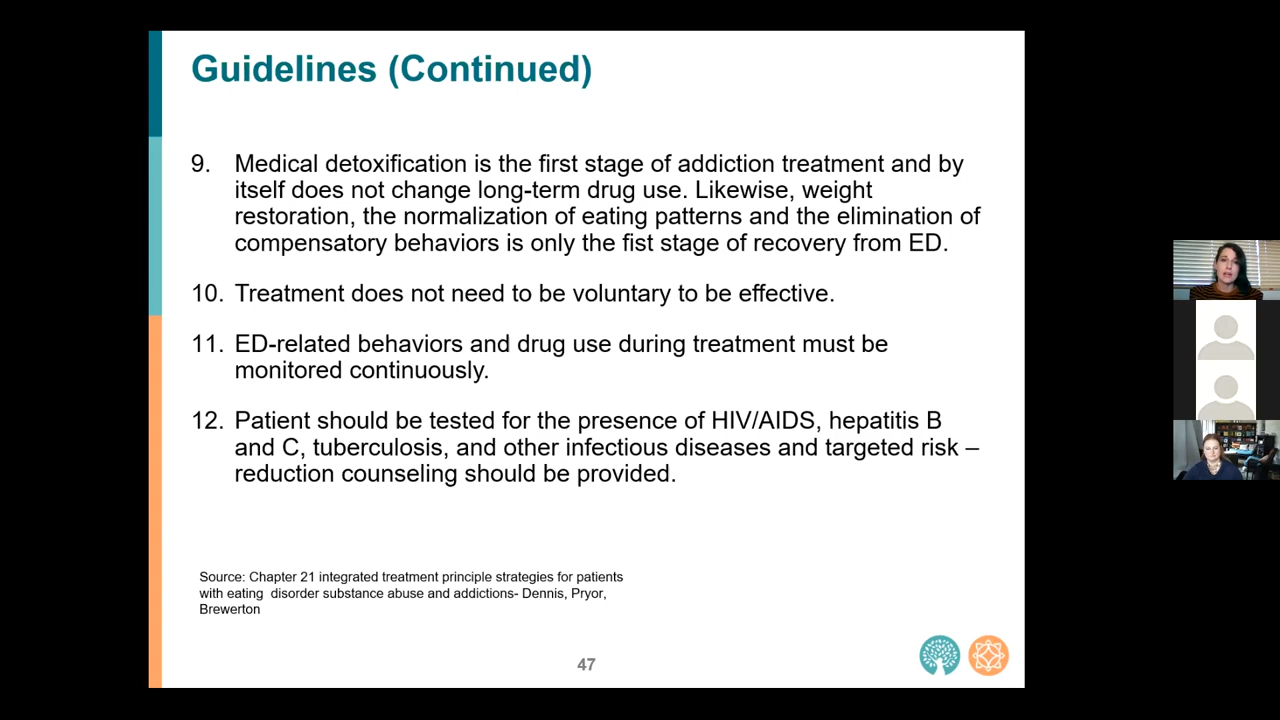 Guidelines (Continued)
9. Medical detoxification is the first stage of addiction treatment and by
itself does not change long-term drug use. Likewise, weight
restoration, the normalization of eating patterns and the elimination of
compensatory behaviors is only the fist stage of recovery from ED.
10. Treatment does not need to be voluntary to be effective.
11. ED-related behaviors and drug use during treatment must be
monitored continuously.
12. Patient should be tested for the presence of HIV/AIDS, hepatitis B
and C, tuberculosis, and other infectious diseases and targeted risk –
reduction counseling should be provided.
Source: Chapter 21 integrated treatment principle strategies for patients
with eating  disorder substance abuse and addictions- Dennis, Pryor,
Brewerton
47